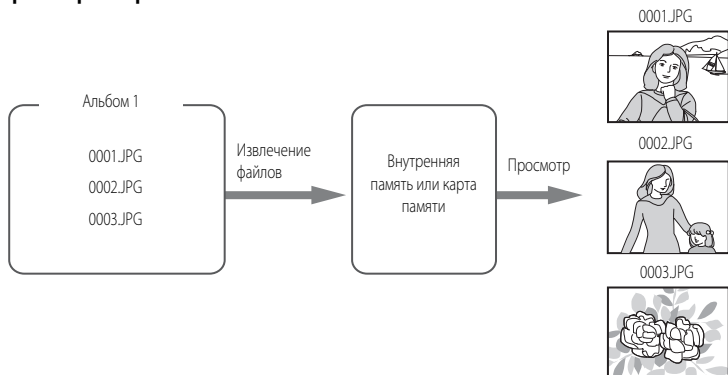 Альбом 1
0001.JPG
0002.JPG
0003.JPG
Извлечение
файлов
Внутренняя
память или карта
памяти
Просмотр
0001.JPG
0002.JPG
0003.JPG